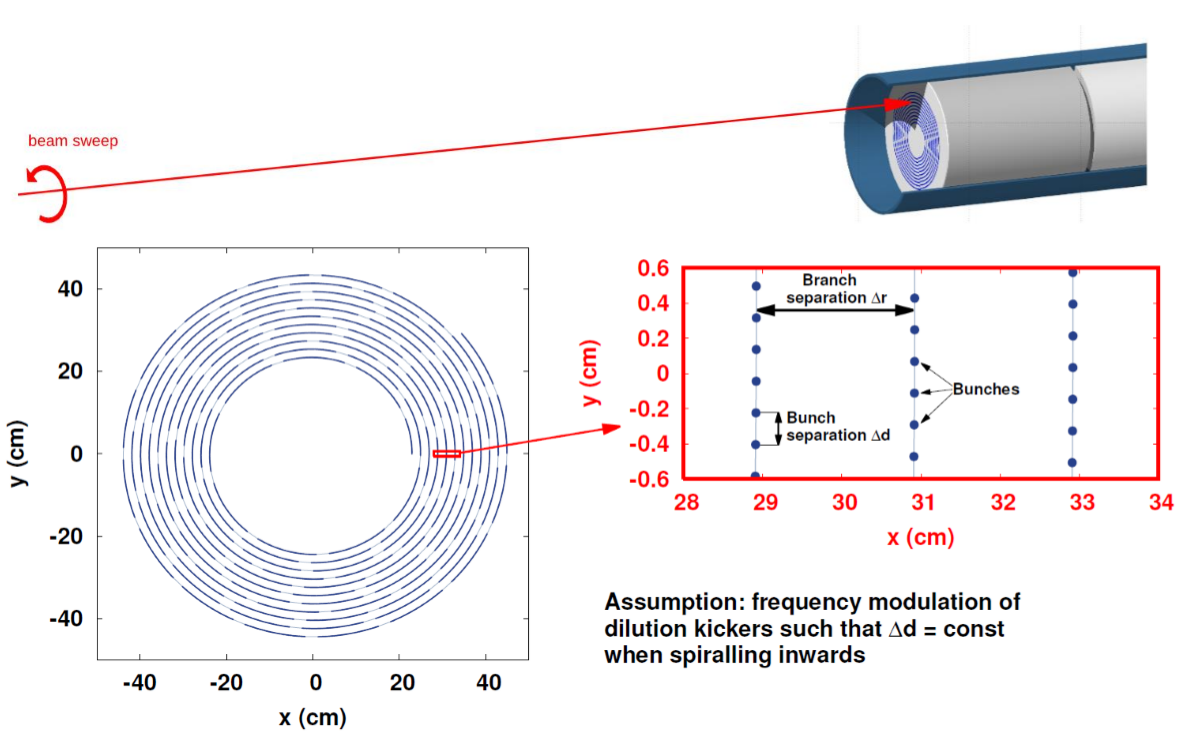 beam sweep
40
20
0
-20
-40
y (cm)
-40
-20
0
20
40
x (cm)
0.6
0.4
0.2
0
-0.2
-0.4
-0.6
y (cm)
Branch
separation Δr
Bunches
Bunch
separation Δd
28
29
30
31
32
33
34
x (cm)
Assumption: frequency modulation of
dilution kickers such that Δd = const
when spiralling inwards